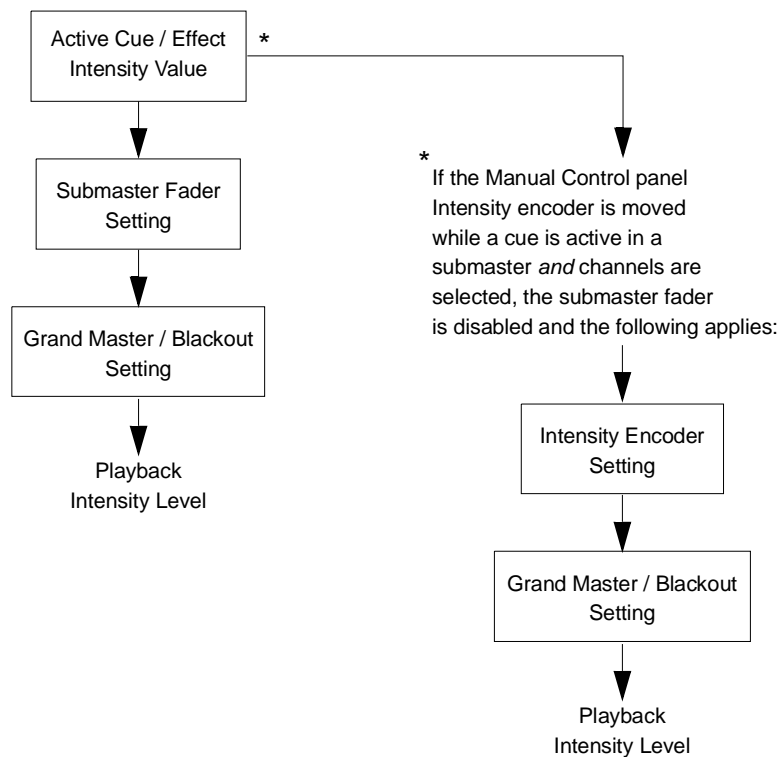 Active Cue / Effect
Intensity Value
*
Submaster Fader
Setting
Grand Master / Blackout
Setting
Playback
Intensity Level
*
If the Manual Control panel
Intensity encoder is moved
while a cue is active in a
submaster and channels are
selected, the submaster fader
is disabled and the following applies:
Intensity Encoder
Setting
Grand Master / Blackout
Setting
Playback
Intensity Level